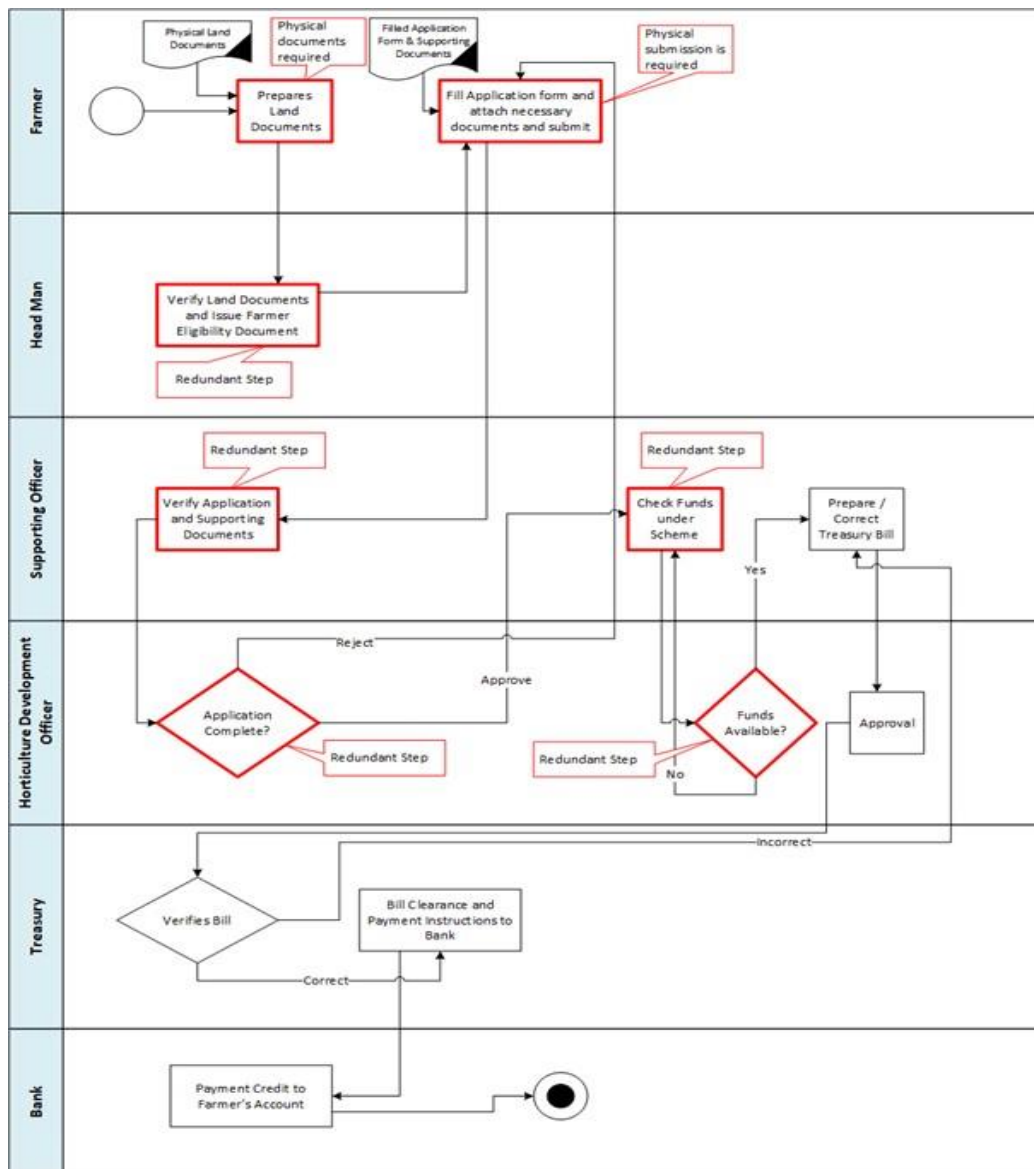 Farmer
Physical Land
Documents
Physical
documents
required
Filled Application
Form & Supporting
Documents
Physical
submission is
required
Prepares
Land
Documents
Fill Application form and
attach necessary
documents and submit
Head Man
Verify Land Documents
and Issue Farmer
Eligibility Document
Redundant Step
Supporting Officer
Redundant Step
Redundant Step
Verify Application
and Supporting
Documents
Check Funds
under
Scheme
Prepare /
Correct
Treasury Bill
Yes
Horticulture Development
Officer
Reject
Approve
Application
Complete?
Funds
Available?
Approval
Redundant Step
Redundant Step
No
Treasury
Incorrect
Verifies Bill
Bill Clearance and
Payment Instructions to
Bank
Correct
Bank
Payment Credit to
Farmer's Account